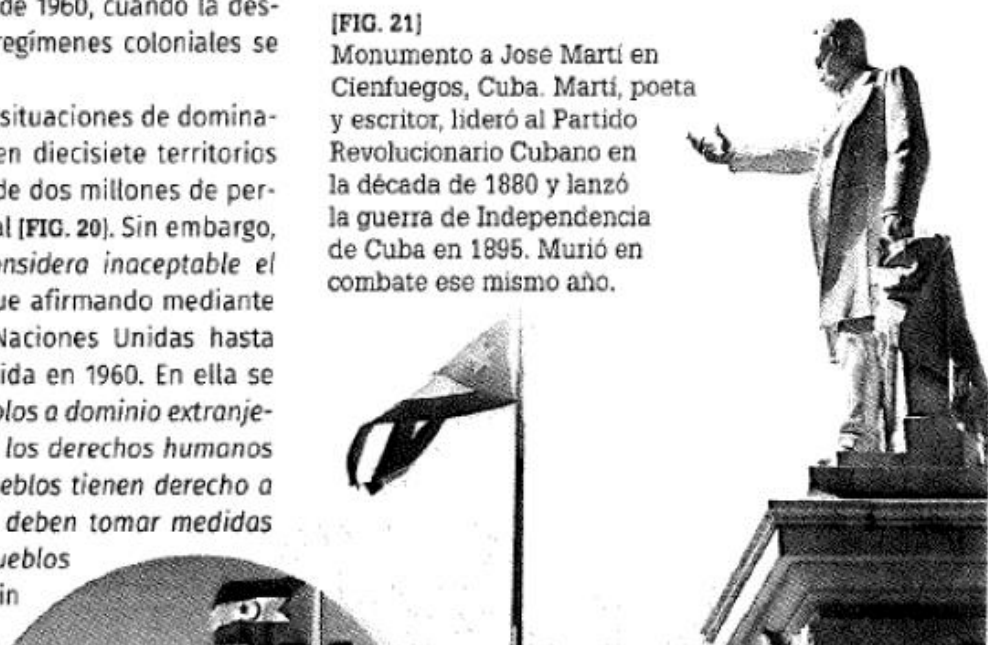 de 1960, cuando la des-
regímenes coloniales se
situaciones de domina-
en diecisiete territorios
de dos millones de per-
al [FIG. 20]. Sin embargo,
onsidera inaceptable el
ue afirmando mediante
Naciones Unidas hasta
ida en 1960. En ella se
blos a dominio extranje-
los derechos humanos
eblos tienen derecho a
deben tomar medidas
ueblos
in
[FIG. 21]
Monumento a José Martí en
Cienfuegos, Cuba. Martí, poeta
y escritor, lideró al Partido
Revolucionario Cubano en
la década de 1880 y lanzó
la guerra de Independencia
de Cuba en 1895. Murió en
combate ese mismo año.